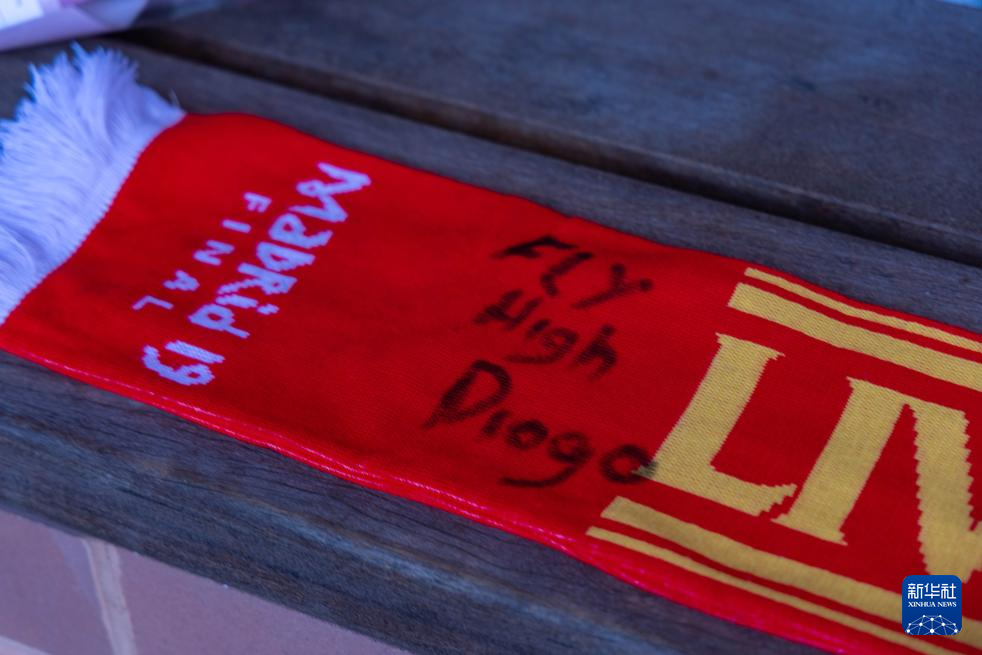 MadRid
FINAL
19
FLY
High
Diogo
LIV
新华社
XINHUA NEWS